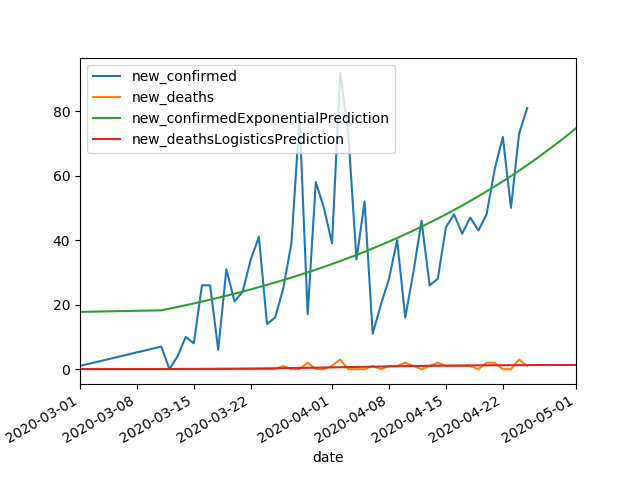 new_confirmed
new_deaths
new_confirmedExponentialPrediction
new_deathsLogisticsPrediction
80
60
40
20
0
2020-03-01
2020-03-08
2020-03-15
2020-03-22
2020-04-01
2020-04-08
2020-04-15
2020-04-22
2020-05-01
date